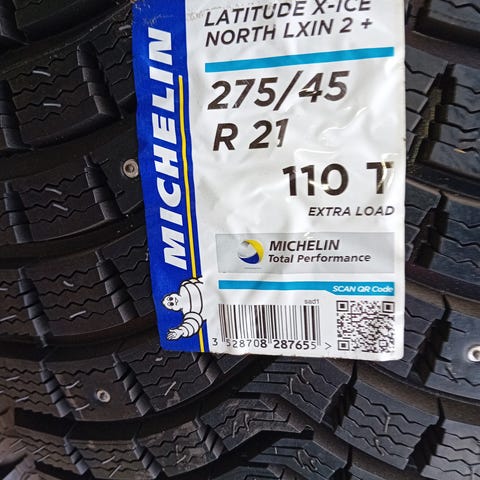 LATITUDE X-ICE
NORTH LXIN 2 +
275/45
R 21
110 T
EXTRA LOAD
MICHELIN
MICHELIN
Total Performance
SCAN QR Code
sad1
3 528708 287655 >